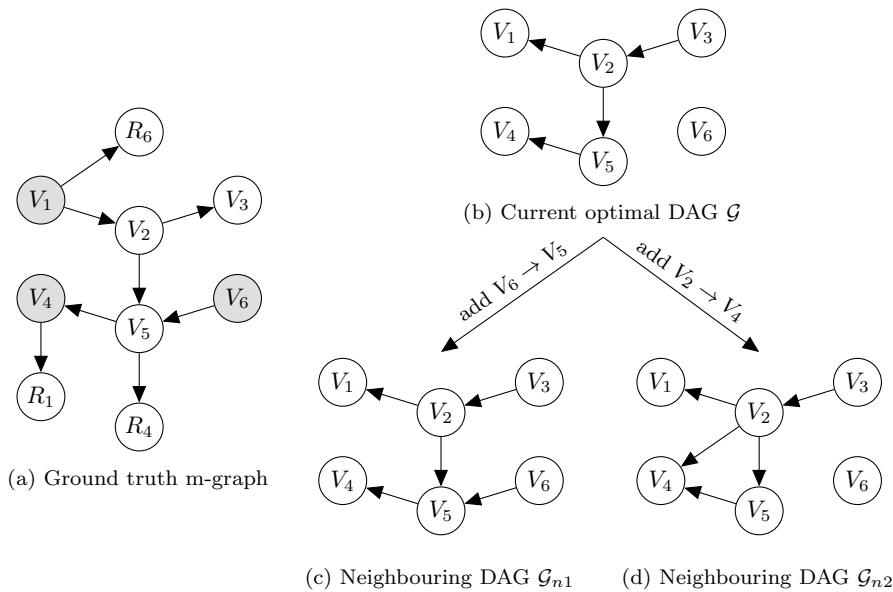 R₆
V₁
V₃
V₂
V₄
V₆
V₅
R₁
R₄
(a) Ground truth m-graph
V₁
V₃
V₂
V₄
V₆
V₅
(b) Current optimal DAG 𝒢
add V₆ → V₅
add V₂ → V₄
V₁
V₃
V₂
V₄
V₆
V₅
(c) Neighbouring DAG 𝒢ₙ₁
V₁
V₃
V₂
V₄
V₆
V₅
(d) Neighbouring DAG 𝒢ₙ₂